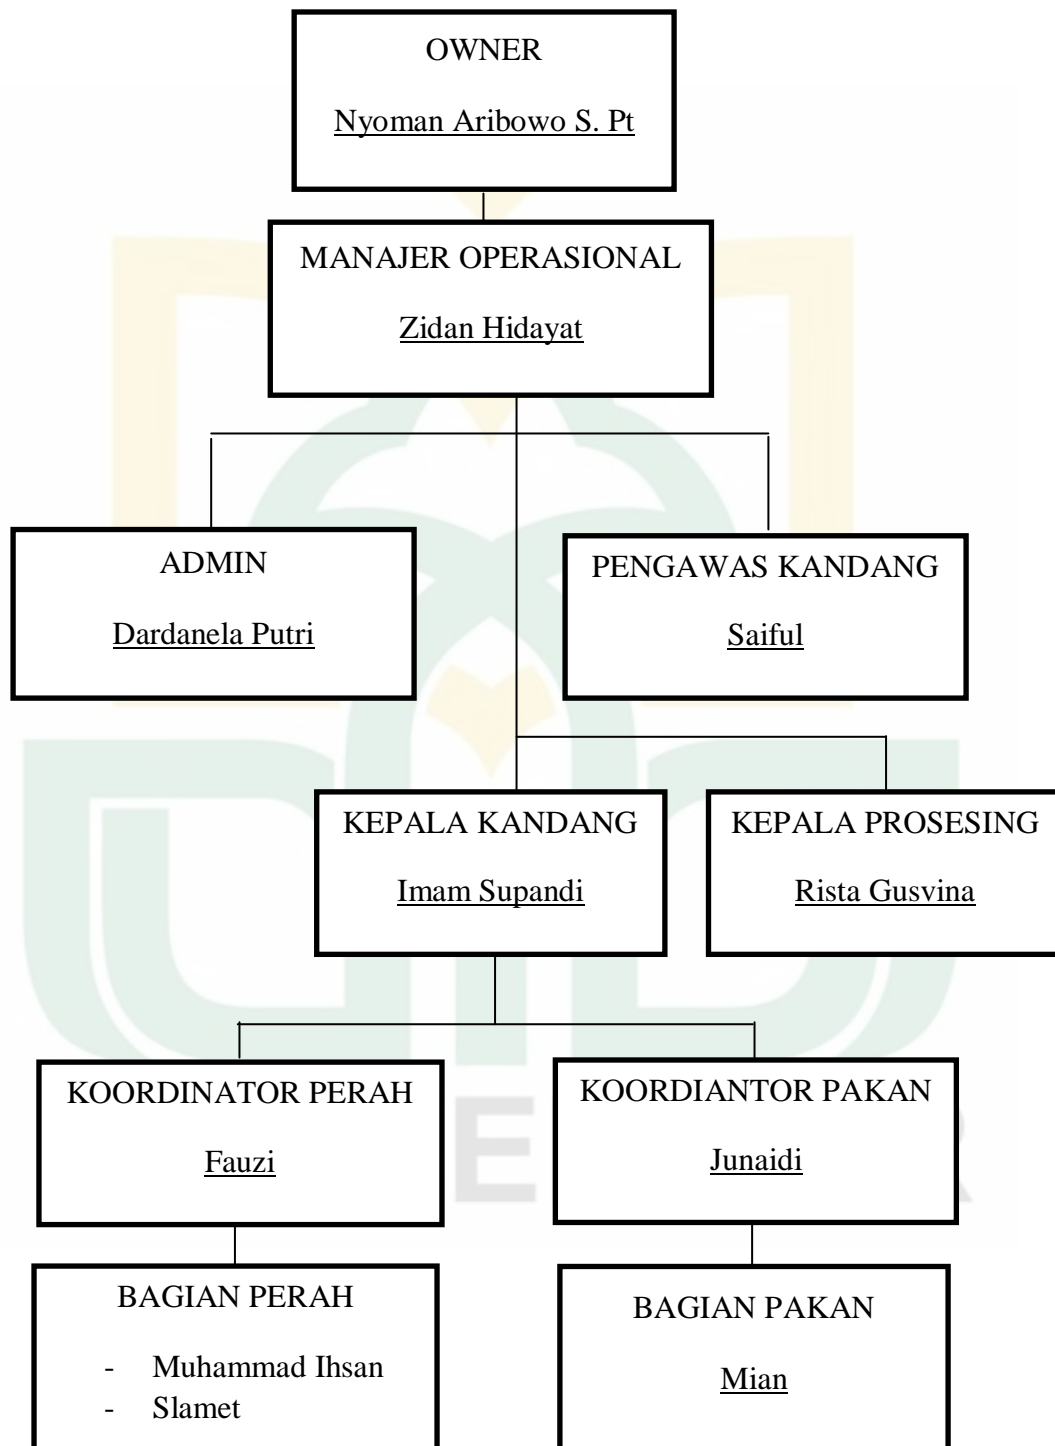 OWNER
Nyoman Aribowo S. Pt
MANAJER OPERASIONAL
Zidan Hidayat
ADMIN
Dardanela Putri
PENGAWAS KANDANG
Saiful
KEPALA KANDANG
Imam Supandi
KEPALA PROSESING
Rista Gusvina
KOORDINATOR PERAH
Fauzi
KOORDIANTOR PAKAN
Junaidi
BAGIAN PERAH
- Muhammad Ihsan
- Slamet
BAGIAN PAKAN
Mian